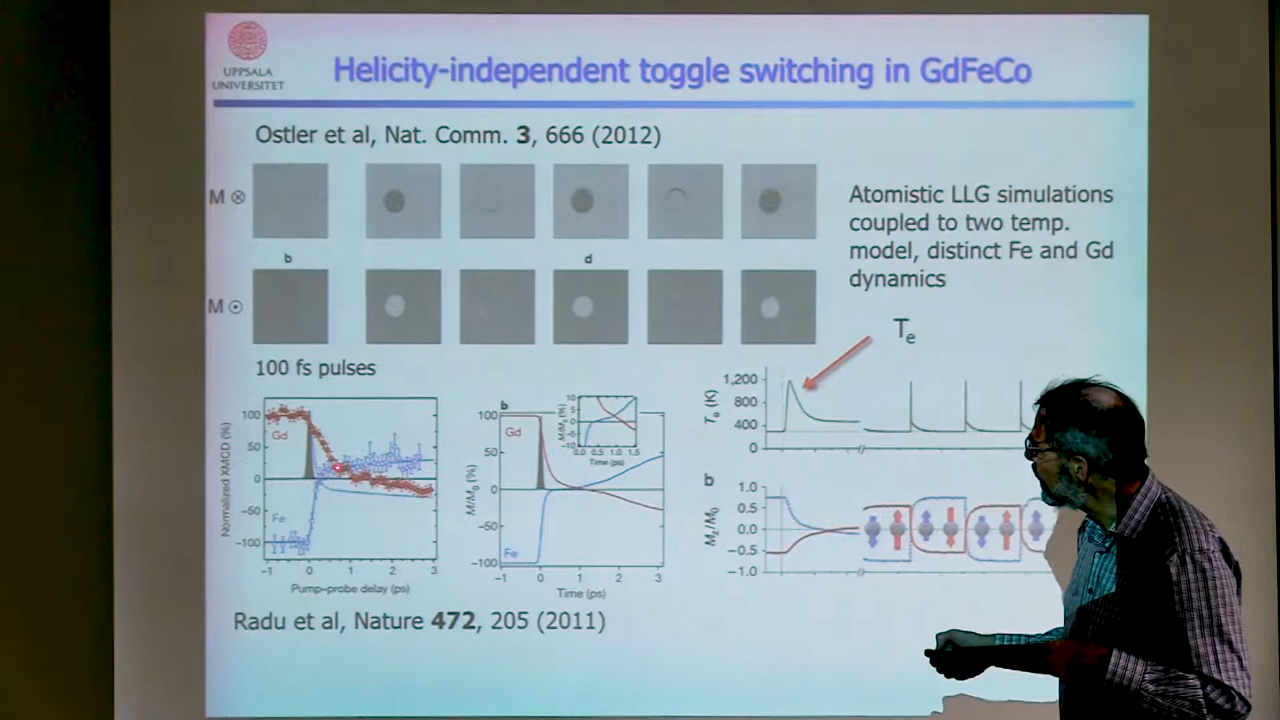 UPPSALA
UNIVERSITET
Helicity-independent toggle switching in GdFeCo
Ostler et al, Nat. Comm. 3, 666 (2012)
M ⊗
b
d
M ⊙
Atomistic LLG simulations
coupled to two temp.
model, distinct Fe and Gd
dynamics
Te
100 fs pulses
Normalized XMCD (%)
100
50
0
−50
−100
Gd
Fe
−1
0
1
2
3
Pump–probe delay (ps)
b
M/M0 (%)
100
50
0
−50
−100
Gd
Fe
−1
0
1
2
3
Time (ps)
M/M0 (%)
10
5
0
−10
0.0 0.5 1.0 1.5
Time (ps)
Te (K)
1,200
800
400
0
b
Mz/M0
1.0
0.5
0.0
−0.5
−1.0
Radu et al, Nature 472, 205 (2011)